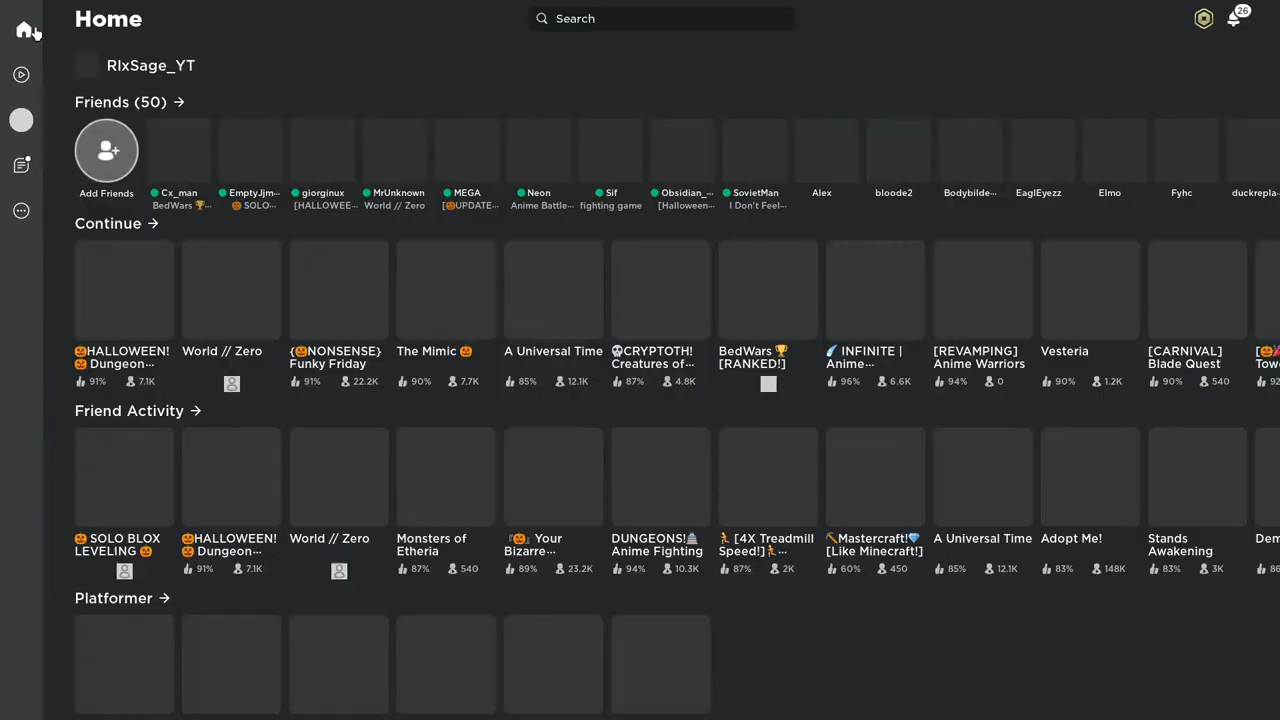 Home
Search
26
RlxSage_YT
Friends (50) →
Add Friends
Cx_man
BedWars 🏆...
EmptyJjm...
🎃 SOLO...
giorginux
[HALLOWEE...
MrUnknown
World // Zero
MEGA
[🎃UPDATE...
Neon
Anime Battle...
Sif
fighting game
Obsidian_...
[Halloween...
SovietMan
I Don't Feel...
Alex
bloode2
Bodybilde...
EaglEyezz
Elmo
Fyhc
duckrepla
Continue →
🎃HALLOWEEN!
🎃 Dungeon...
91% 7.1K
World // Zero
{🎃NONSENSE}
Funky Friday
91% 22.2K
The Mimic 🎃
90% 7.7K
A Universal Time
85% 12.1K
💀CRYPTOTH!
Creatures of...
87% 4.8K
BedWars 🏆
[RANKED!]
☄️ INFINITE |
Anime...
96% 6.6K
[REVAMPING]
Anime Warriors
94% 0
Vesteria
90% 1.2K
[CARNIVAL]
Blade Quest
90% 540
[🎃
Tow
92
Friend Activity →
🎃 SOLO BLOX
LEVELING 🎃
🎃HALLOWEEN!
🎃 Dungeon...
91% 7.1K
World // Zero
Monsters of
Etheria
87% 540
『🎃』 Your
Bizarre...
89% 23.2K
DUNGEONS!🏯
Anime Fighting
94% 10.3K
🏃 [4X Treadmill
Speed!]🏃...
87% 2K
⛏️Mastercraft!💎
[Like Minecraft!]
60% 450
A Universal Time
85% 12.1K
Adopt Me!
83% 148K
Stands
Awakening
83% 3K
Dem
86
Platformer →